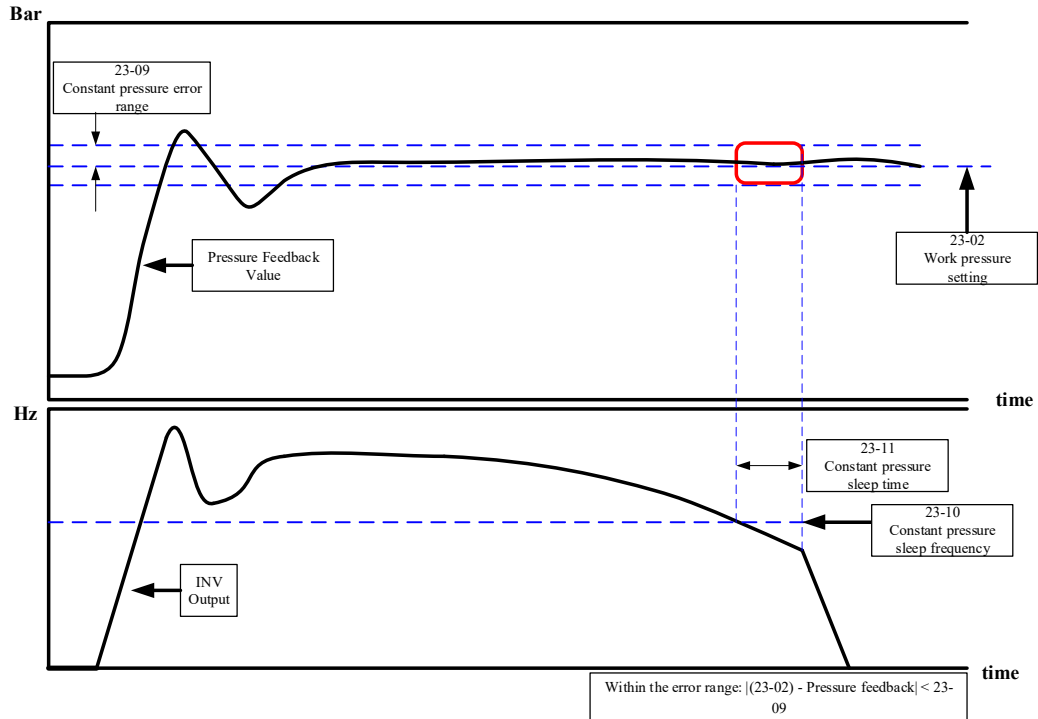 Bar
23-09
Constant pressure error
range
Pressure Feedback
Value
23-02
Work pressure
setting
time
Hz
23-11
Constant pressure
sleep time
23-10
Constant pressure
sleep frequency
INV
Output
time
Within the error range: |(23-02) - Pressure feedback| < 23-
09